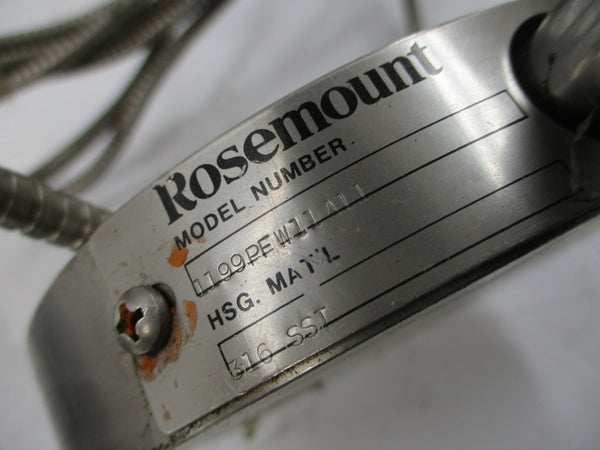 Rosemount
MODEL NUMBER
1199PFW11A11
HSG. MAT'L
316 SST